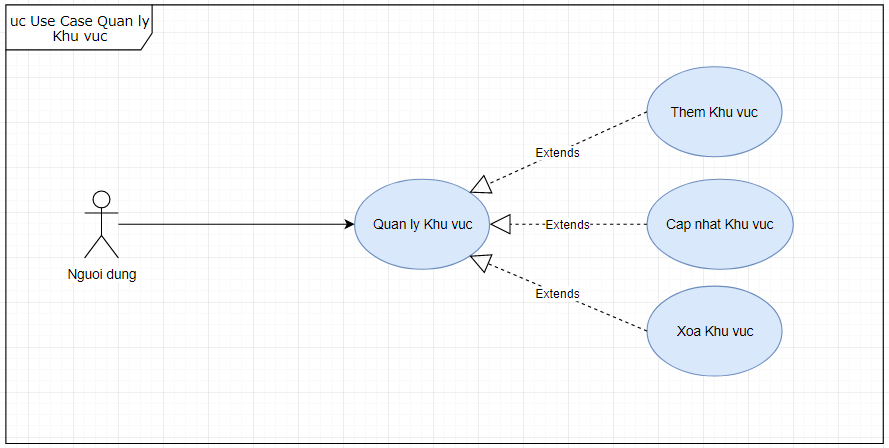 uc Use Case Quan ly
Khu vuc
Them Khu vuc
Extends
Quan ly Khu vuc
Extends
Cap nhat Khu vuc
Nguoi dung
Extends
Xoa Khu vuc